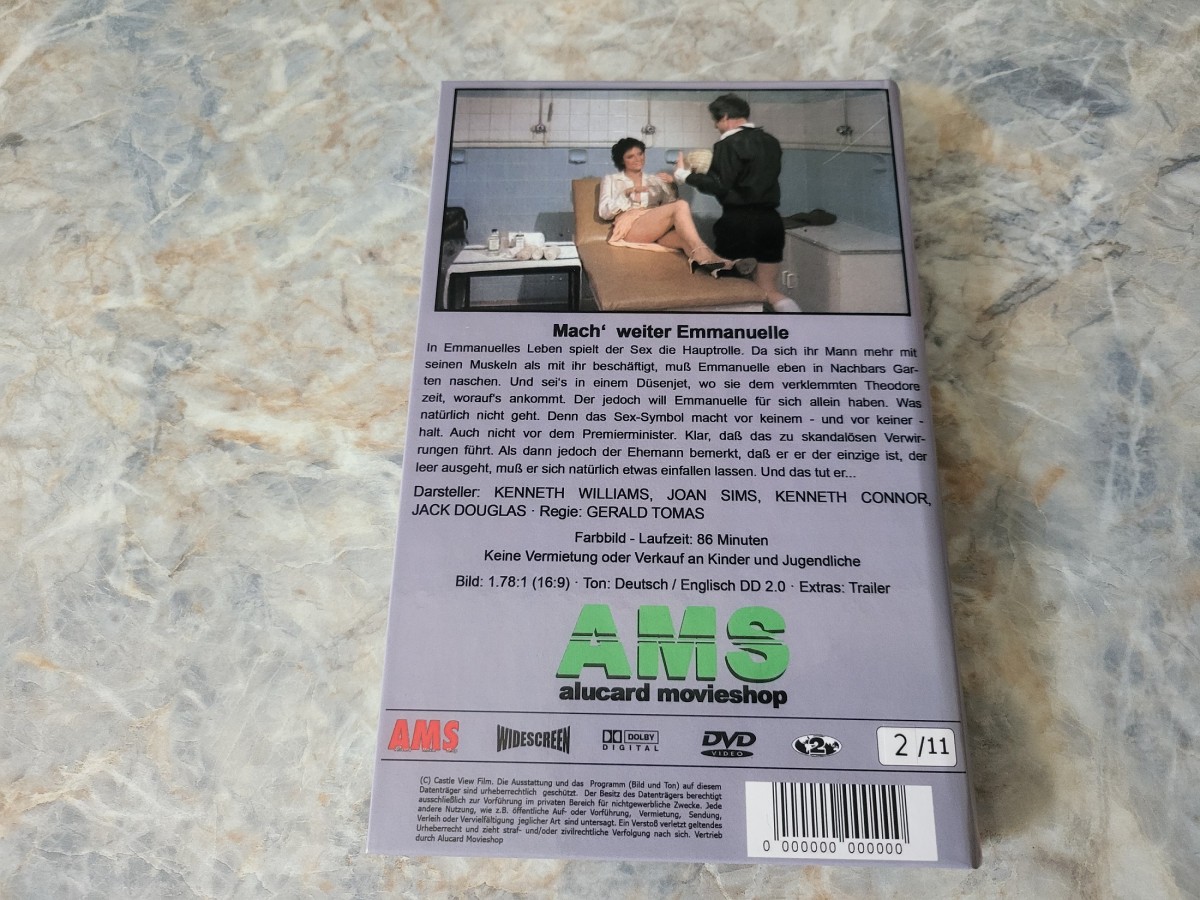 Mach‘ weiter Emmanuelle
In Emmanuelles Leben spielt der Sex die Hauptrolle. Da sich ihr Mann mehr mit
seinen Muskeln als mit ihr beschäftigt, muß Emmanuelle eben in Nachbars Gar-
ten naschen. Und sei's in einem Düsenjet, wo sie dem verklemmten Theodore
zeit, worauf's ankommt. Der jedoch will Emmanuelle für sich allein haben. Was
natürlich nicht geht. Denn das Sex-Symbol macht vor keinem - und vor keiner -
halt. Auch nicht vor dem Premierminister. Klar, daß das zu skandalösen Verwir-
rungen führt. Als dann jedoch der Ehemann bemerkt, daß er er der einzige ist, der
leer ausgeht, muß er sich natürlich etwas einfallen lassen. Und das tut er...
Darsteller: KENNETH WILLIAMS, JOAN SIMS, KENNETH CONNOR,
JACK DOUGLAS · Regie: GERALD TOMAS
Farbbild - Laufzeit: 86 Minuten
Keine Vermietung oder Verkauf an Kinder und Jugendliche
Bild: 1.78:1 (16:9) · Ton: Deutsch / Englisch DD 2.0 · Extras: Trailer
AMS
alucard movieshop
AMS WIDESCREEN DOLBY DIGITAL DVD VIDEO 2 2 /11
(C) Castle View Film. Die Ausstattung und das Programm (Bild und Ton) auf diesem
Datenträger sind urheberrechtlich geschützt. Der Besitz des Datenträgers berechtigt
ausschließlich zur Vorführung im privaten Bereich für nichtgewerbliche Zwecke. Jede
andere Nutzung, wie z.B. öffentliche Auf- oder Vorführung, Vermietung, Sendung,
Verleih oder Vervielfältigung jeglicher Art sind untersagt. Ein Verstoß verletzt geltendes
Urheberrecht und zieht straf- und/oder zivilrechtliche Verfolgung nach sich. Vertrieb
durch Alucard Movieshop
0 000000 000000